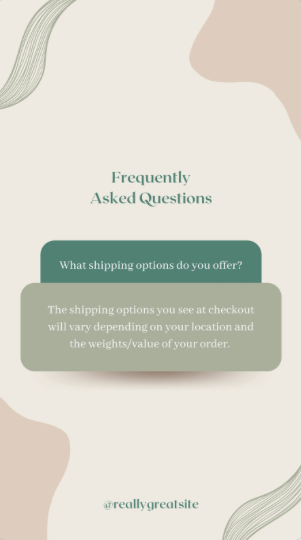 Frequently
Asked Questions
What shipping options do you offer?
The shipping options you see at checkout
will vary depending on your location and
the weights/value of your order.
@reallygreatsite